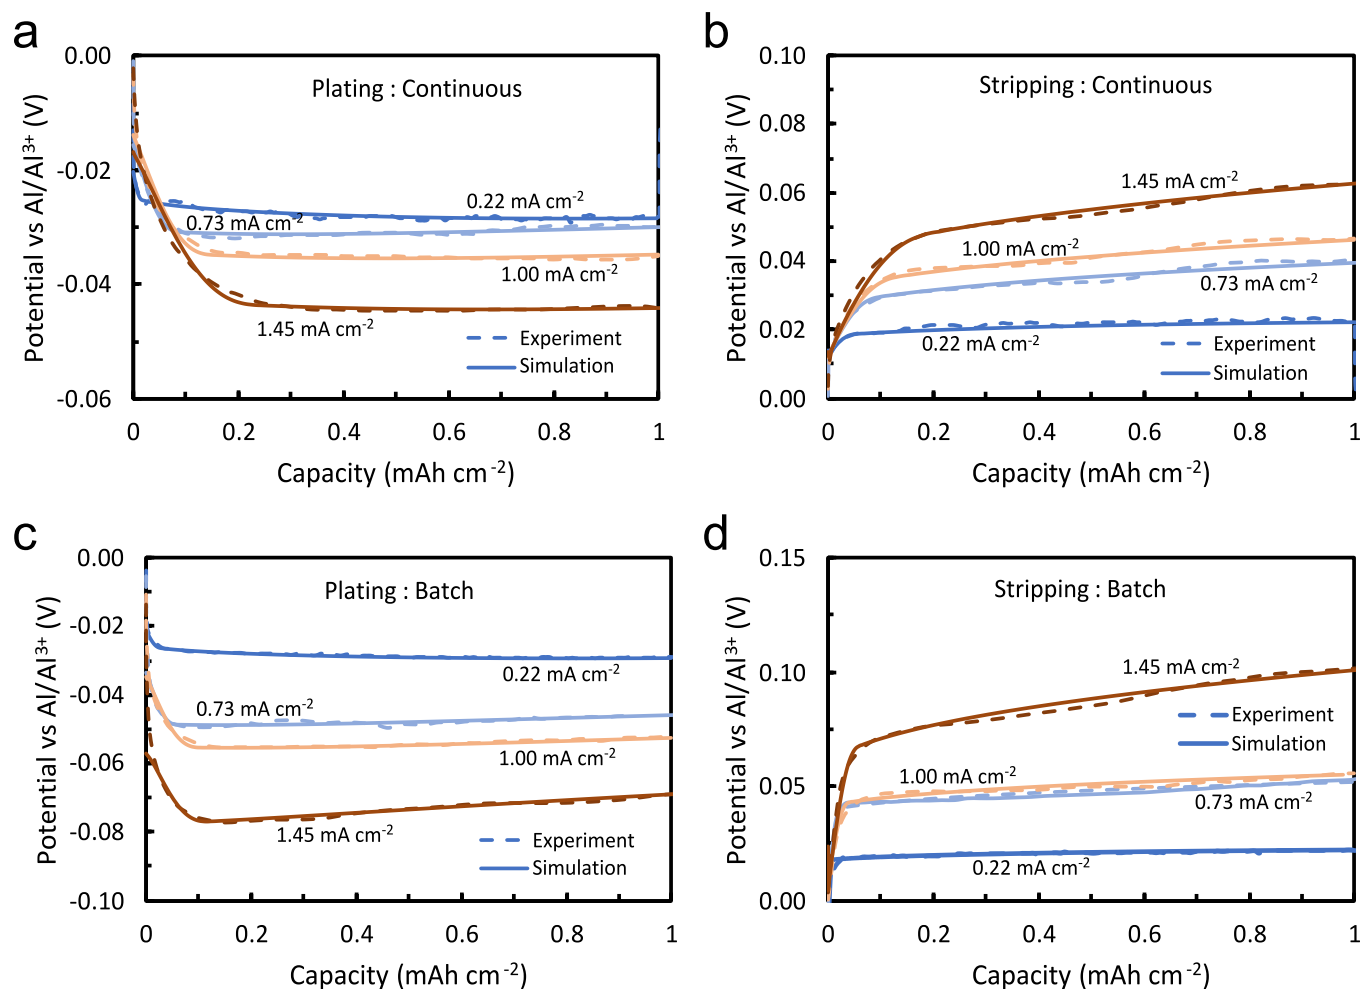 a
Plating : Continuous
Potential vs Al/Al³⁺ (V)
0.00
-0.02
-0.04
-0.06
0.22 mA cm⁻²
0.73 mA cm⁻²
1.00 mA cm⁻²
1.45 mA cm⁻²
Experiment
Simulation
0 0.2 0.4 0.6 0.8 1
Capacity (mAh cm⁻²)
b
Stripping : Continuous
Potential vs Al/Al³⁺ (V)
0.10
0.08
0.06
0.04
0.02
0.00
1.45 mA cm⁻²
1.00 mA cm⁻²
0.73 mA cm⁻²
0.22 mA cm⁻²
Experiment
Simulation
0 0.2 0.4 0.6 0.8 1
Capacity (mAh cm⁻²)
c
Plating : Batch
Potential vs Al/Al³⁺ (V)
0.00
-0.02
-0.04
-0.06
-0.08
-0.10
0.22 mA cm⁻²
0.73 mA cm⁻²
1.00 mA cm⁻²
1.45 mA cm⁻²
Experiment
Simulation
0 0.2 0.4 0.6 0.8 1
Capacity (mAh cm⁻²)
d
Stripping : Batch
Potential vs Al/Al³⁺ (V)
0.15
0.10
0.05
0.00
1.45 mA cm⁻²
Experiment
Simulation
1.00 mA cm⁻²
0.73 mA cm⁻²
0.22 mA cm⁻²
0 0.2 0.4 0.6 0.8 1
Capacity (mAh cm⁻²)